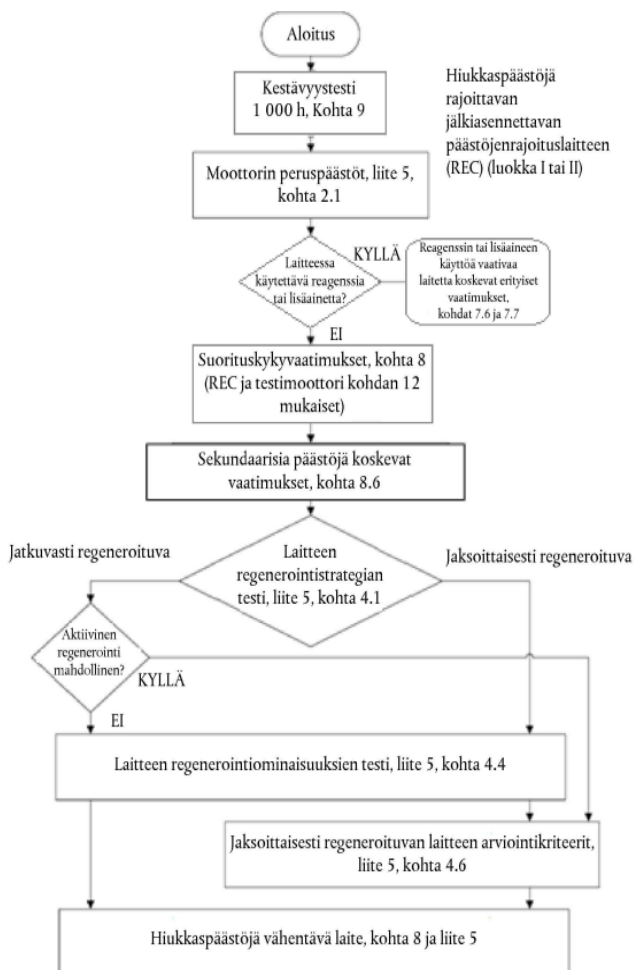 Aloitus
Kestävyystesti
1 000 h, Kohta 9
Hiukkaspäästöjä
rajoittavan
jälkiasennettavan
päästöjenrajoituslaitteen
(REC) (luokka I tai II)
Moottorin peruspäästöt, liite 5,
kohta 2.1
Laitteessa
käytettävä reagenssia
tai lisäainetta?
KYLLÄ
Reagenssin tai lisäaineen
käyttöä vaativaa
laitetta koskevat erityiset
vaatimukset,
kohdat 7.6 ja 7.7
EI
Suorituskykyvaatimukset, kohta 8
(REC ja testimoottori kohdan 12
mukaiset)
Sekundaarisia päästöjä koskevat
vaatimukset, kohta 8.6
Jatkuvasti regeneroituva
Laitteen
regenerointistrategian
testi, liite 5, kohta 4.1
Jaksoittaisesti regeneroituva
Aktiivinen
regenerointi
mahdollinen?
KYLLÄ
EI
Laitteen regenerointiominaisuuksien testi, liite 5, kohta 4.4
Jaksoittaisesti regeneroituvan laitteen arviointikriteerit,
liite 5, kohta 4.6
Hiukkaspäästöjä vähentävä laite, kohta 8 ja liite 5